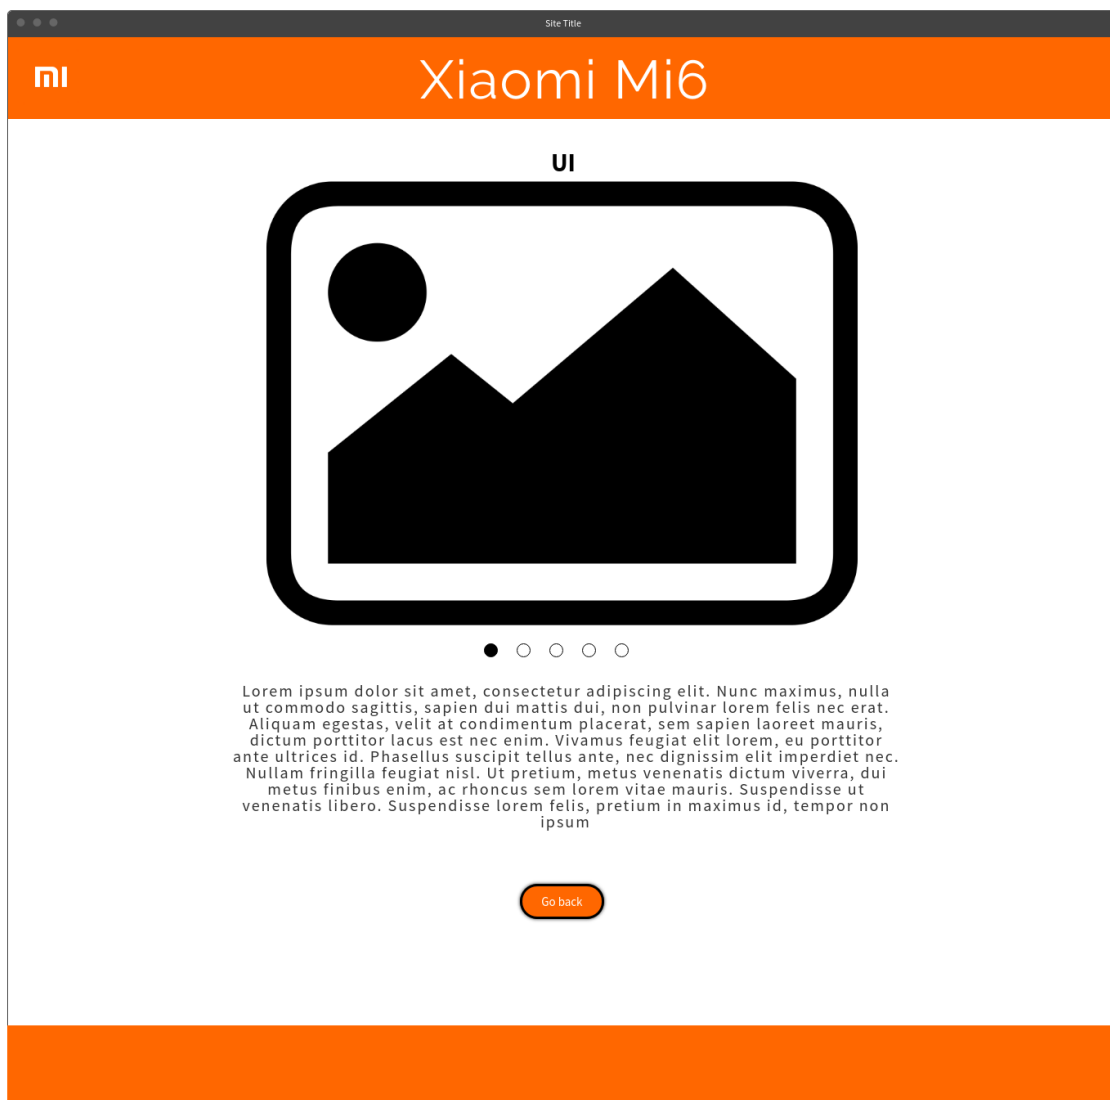 Site Title
mi
Xiaomi Mi6
UI
Lorem ipsum dolor sit amet, consectetur adipiscing elit. Nunc maximus, nulla
ut commodo sagittis, sapien dui mattis dui, non pulvinar lorem felis nec erat.
Aliquam egestas, velit at condimentum placerat, sem sapien laoreet mauris,
dictum porttitor lacus est nec enim. Vivamus feugiat elit lorem, eu porttitor
ante ultrices id. Phasellus suscipit tellus ante, nec dignissim elit imperdiet nec.
Nullam fringilla feugiat nisl. Ut pretium, metus venenatis dictum viverra, dui
metus finibus enim, ac rhoncus sem lorem vitae mauris. Suspendisse ut
venenatis libero. Suspendisse lorem felis, pretium in maximus id, tempor non
ipsum
Go back